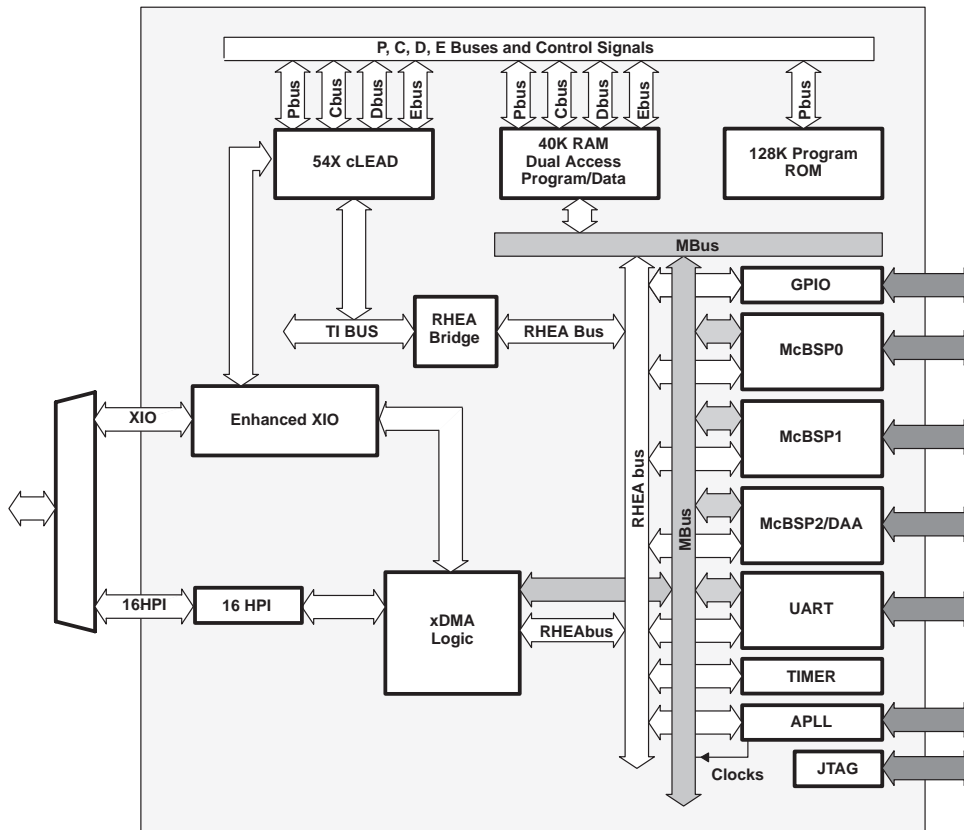 P, C, D, E Buses and Control Signals
Pbus
Cbus
Dbus
Ebus
Pbus
Cbus
Dbus
Ebus
Pbus
54X cLEAD
40K RAM
Dual Access
Program/Data
128K Program
ROM
MBus
GPIO
TI BUS
RHEA
Bridge
RHEA Bus
McBSP0
XIO
Enhanced XIO
McBSP1
RHEA bus
MBus
McBSP2/DAA
16HPI
16 HPI
xDMA
Logic
RHEAbus
UART
TIMER
APLL
Clocks
JTAG